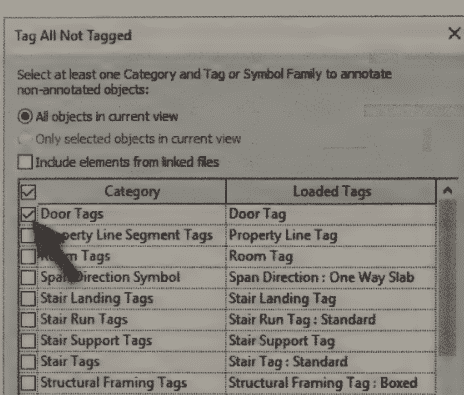 Tag All Not Tagged
Select at least one Category and Tag or Symbol Family to annotate
non-annotated objects:
All objects in current view
Only selected objects in current view
Include elements from linked files
Category Loaded Tags
Door Tags Door Tag
Property Line Segment Tags Property Line Tag
Room Tags Room Tag
Span Direction Symbol Span Direction : One Way Slab
Stair Landing Tags Stair Landing Tag
Stair Run Tags Stair Run Tag : Standard
Stair Support Tags Stair Support Tag
Stair Tags Stair Tag : Standard
Structural Framing Tags Structural Framing Tag : Boxed